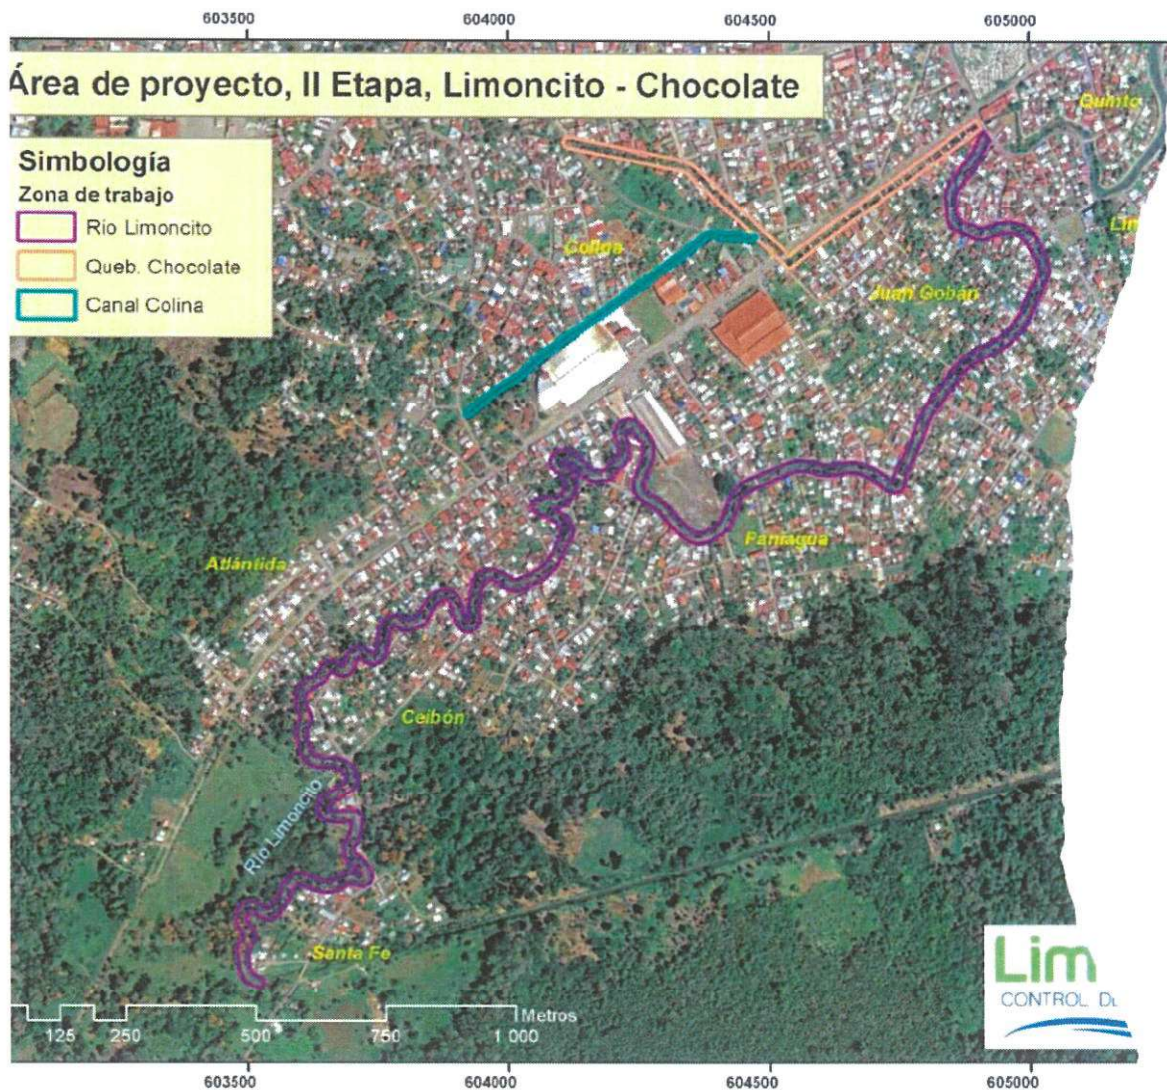 603500 604000 604500 605000
Área de proyecto, II Etapa, Limoncito - Chocolate
Quinto
Simbología
Zona de trabajo
Río Limoncito
Queb. Chocolate
Canal Colina
Lim
Colina
Juan Gobán
Paniagua
Atlántida
Ceibón
Río Limoncito
Santa Fe
Lim
CONTROL DE
Metros
125 250 500 750 1 000
603500 604000 604500 605000